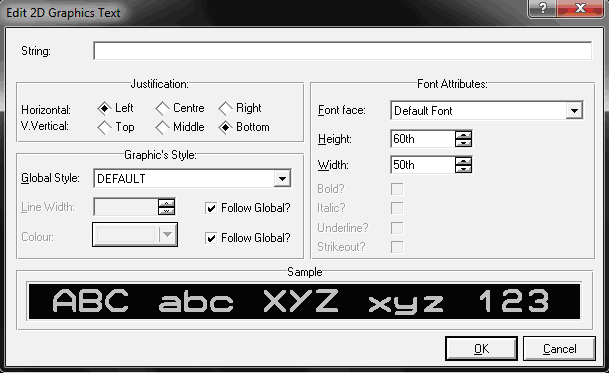 Edit 2D Graphics Text
String:
Justification:
Horizontal: Left Centre Right
V.Vertical: Top Middle Bottom
Graphic's Style:
Global Style: DEFAULT
Line Width: Follow Global?
Colour: Follow Global?
Font Attributes:
Font face: Default Font
Height: 60th
Width: 50th
Bold?
Italic?
Underline?
Strikeout?
Sample
ABC abc XYZ xyz 123
OK Cancel